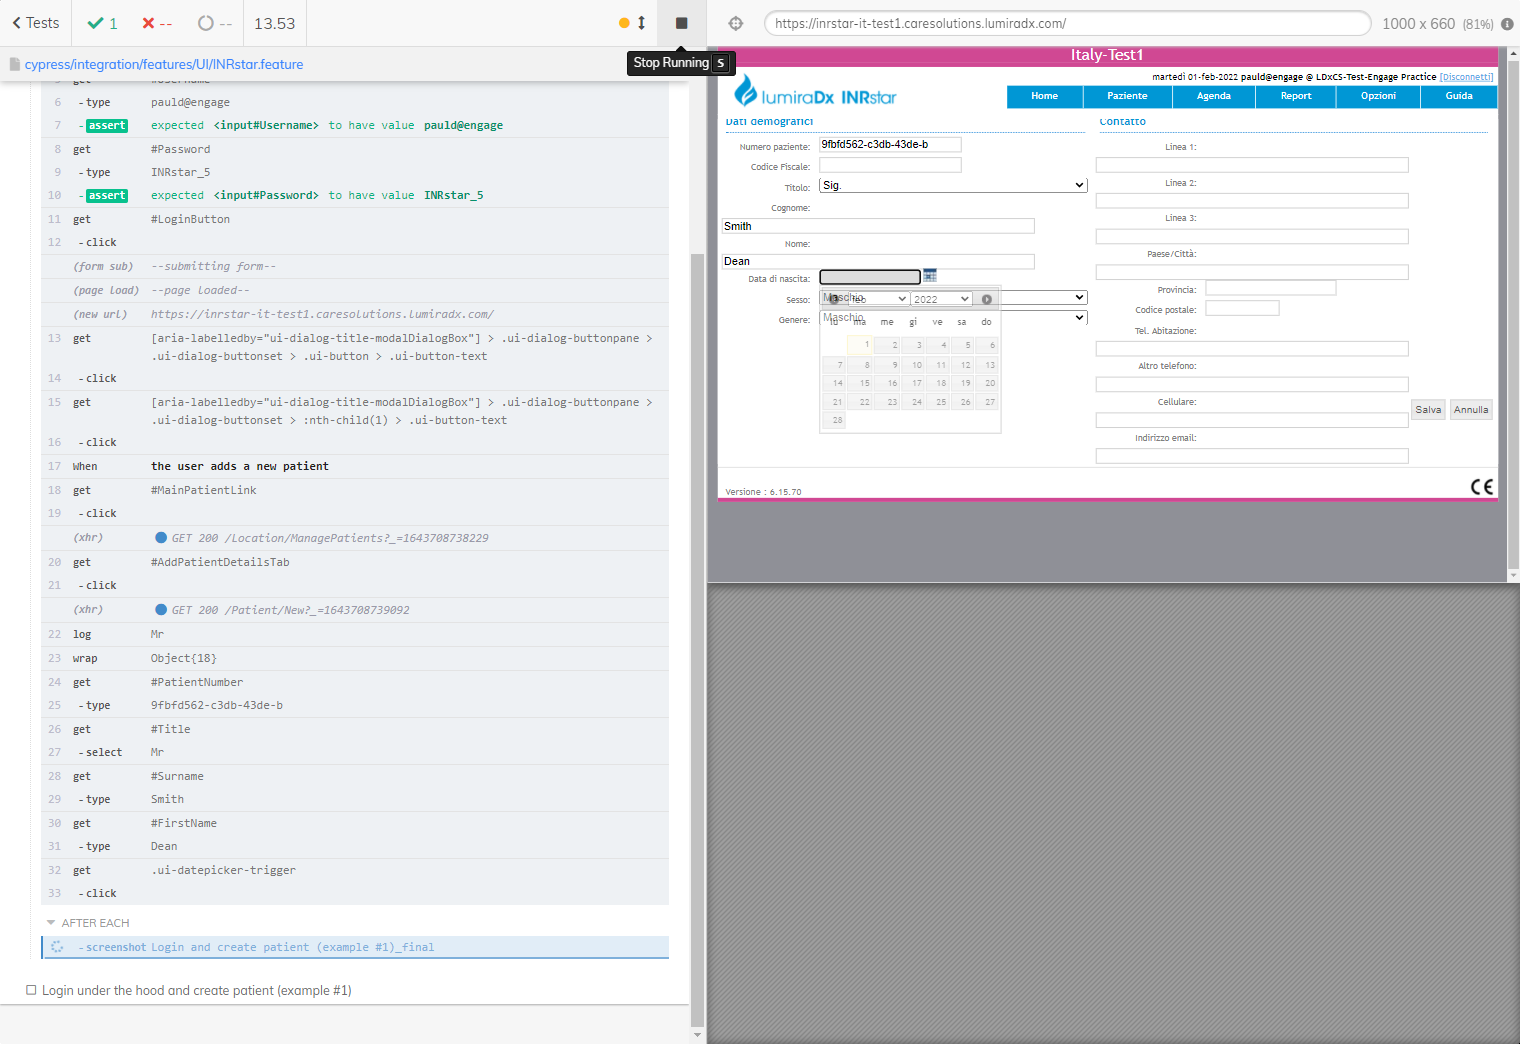 Tests
1
--
--
13.53
Stop Running S
https://inrstar-it-test1.caresolutions.lumiradx.com/
1000 x 660 (81%)
cypress/integration/features/UI/INRstar.feature
6 -type pauld@engage
7 -assert expected <input#Username> to have value pauld@engage
8 get #Password
9 -type INRstar_5
10 -assert expected <input#Password> to have value INRstar_5
11 get #LoginButton
12 -click
(form sub) --submitting form--
(page load) --page loaded--
(new url) https://inrstar-it-test1.caresolutions.lumiradx.com/
13 get [aria-labelledby="ui-dialog-title-modalDialogBox"] > .ui-dialog-buttonpane >
.ui-dialog-buttonset > .ui-button > .ui-button-text
14 -click
15 get [aria-labelledby="ui-dialog-title-modalDialogBox"] > .ui-dialog-buttonpane >
.ui-dialog-buttonset > :nth-child(1) > .ui-button-text
16 -click
17 When the user adds a new patient
18 get #MainPatientLink
19 -click
(xhr) GET 200 /Location/ManagePatients?_=1643708738229
20 get #AddPatientDetailsTab
21 -click
(xhr) GET 200 /Patient/New?_=1643708739092
22 log Mr
23 wrap Object{18}
24 get #PatientNumber
25 -type 9fbfd562-c3db-43de-b
26 get #Title
27 -select Mr
28 get #Surname
29 -type Smith
30 get #FirstName
31 -type Dean
32 get .ui-datepicker-trigger
33 -click
AFTER EACH
-screenshot Login and create patient (example #1)_final
Login under the hood and create patient (example #1)
Italy-Test1
martedì 01-feb-2022 pauld@engage @ LDxCS-Test-Engage Practice [Disconnetti]
lumiraDx INRstar
Home Paziente Agenda Report Opzioni Guida
Dati demografici
Numero paziente: 9fbfd562-c3db-43de-b
Codice Fiscale:
Titolo: Sig.
Cognome:
Smith
Nome:
Dean
Data di nascita:
Sesso: Maschio
Genere: Maschio
feb 2022
lu ma me gi ve sa do
1 2 3 4 5 6
7 8 9 10 11 12 13
14 15 16 17 18 19 20
21 22 23 24 25 26 27
28
Contatto
Linea 1:
Linea 2:
Linea 3:
Paese/Città:
Provincia:
Codice postale:
Tel. Abitazione:
Altro telefono:
Cellulare:
Indirizzo email:
Salva Annulla
Versione : 6.15.70
CE